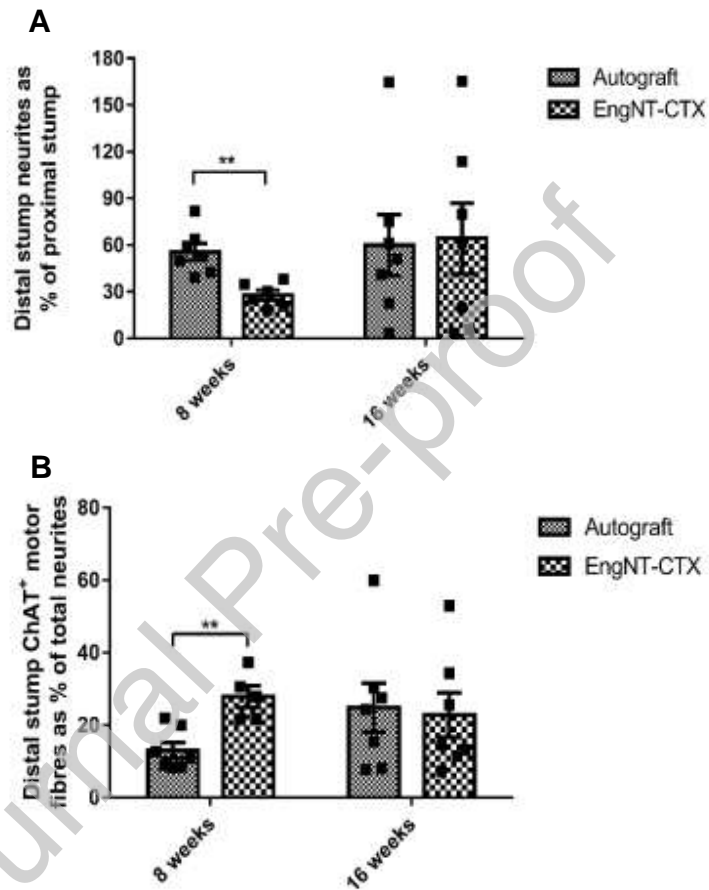 A
Distal stump neurites as
% of proximal stump
180
150
120
90
60
30
0
**
8 weeks
16 weeks
Autograft
EngNT-CTX
B
Distal stump ChAT+ motor
fibres as % of total neurites
80
60
40
20
0
**
8 weeks
16 weeks
Autograft
EngNT-CTX
urnal Pre-proof